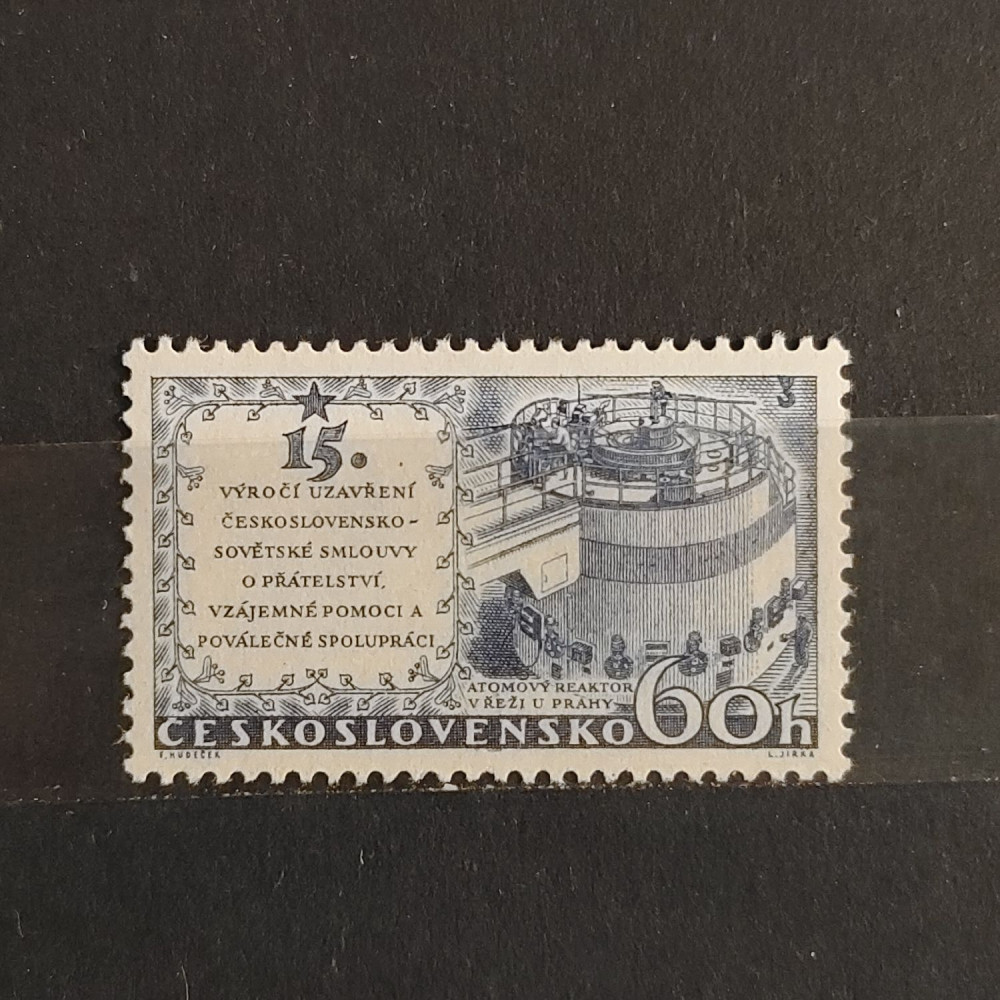 15.
VÝROČÍ UZAVŘENÍ
ČESKOSLOVENSKO-
SOVĚTSKÉ SMLOUVY
O PŘÁTELSTVÍ,
VZÁJEMNÉ POMOCI A
POVÁLEČNÉ SPOLUPRÁCI
ATOMOVÝ REAKTOR
V ŘEŽI U PRAHY
ČESKOSLOVENSKO 60h
F. HUDEČEK
L. JIRKA